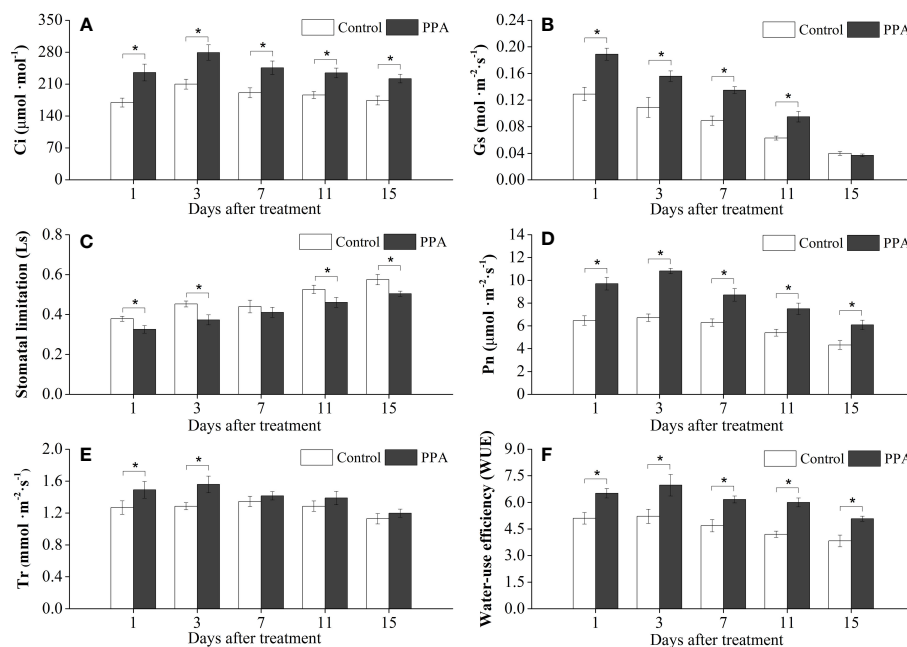 A
Control
PPA
Ci (μmol ·mol⁻¹)
350
280
210
140
70
0
* * * * *
1 3 7 11 15
Days after treatment
B
Control
PPA
Gs (mol ·m⁻²·s⁻¹)
0.24
0.20
0.16
0.12
0.08
0.04
0.00
* * * *
1 3 7 11 15
Days after treatment
C
Control
PPA
Stomatal limitation (Ls)
0.8
0.6
0.4
0.2
0.0
* * * *
1 3 7 11 15
Days after treatment
D
Control
PPA
Pn (μmol ·m⁻²·s⁻¹)
14
12
10
8
6
4
2
0
* * * * *
1 3 7 11 15
Days after treatment
E
Control
PPA
Tr (mmol ·m⁻²·s⁻¹)
2.0
1.6
1.2
0.8
0.4
0.0
* *
1 3 7 11 15
Days after treatment
F
Control
PPA
Water-use efficiency (WUE)
9.0
7.5
6.0
4.5
3.0
1.5
0.0
* * * * *
1 3 7 11 15
Days after treatment